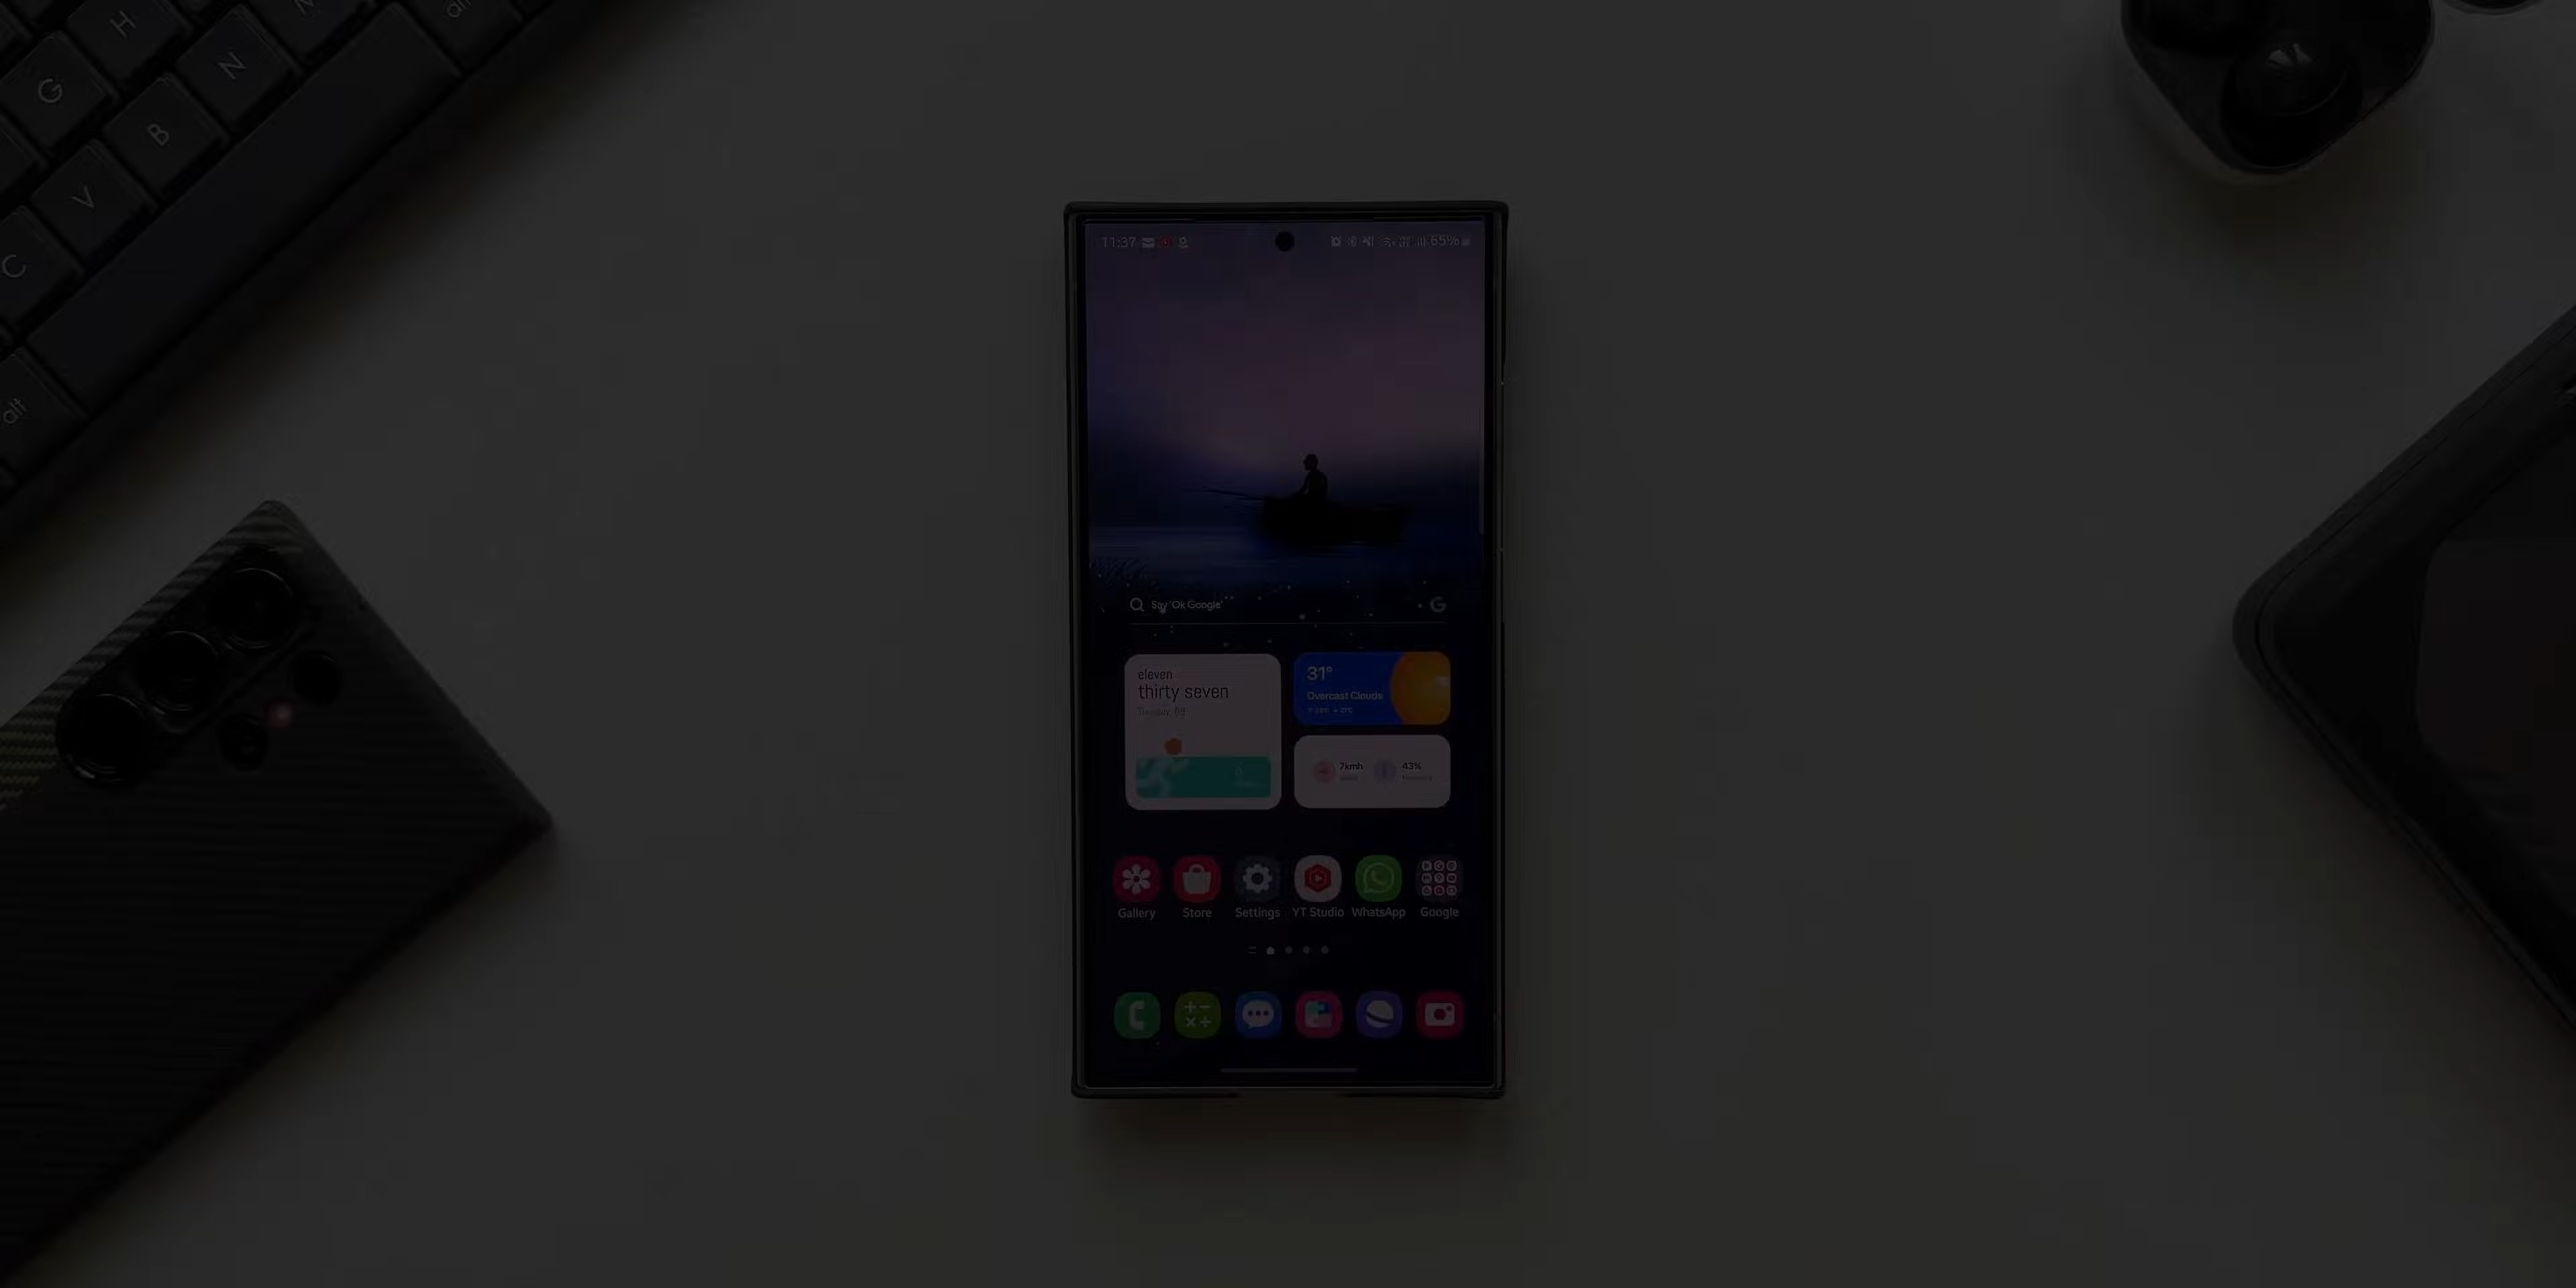 H
G
N
B
V
C
alt
11:37
65%
Say 'Ok Google'
eleven
thirty seven
31°
Overcast Clouds
7kmh
43%
Gallery Store Settings YT Studio WhatsApp Google